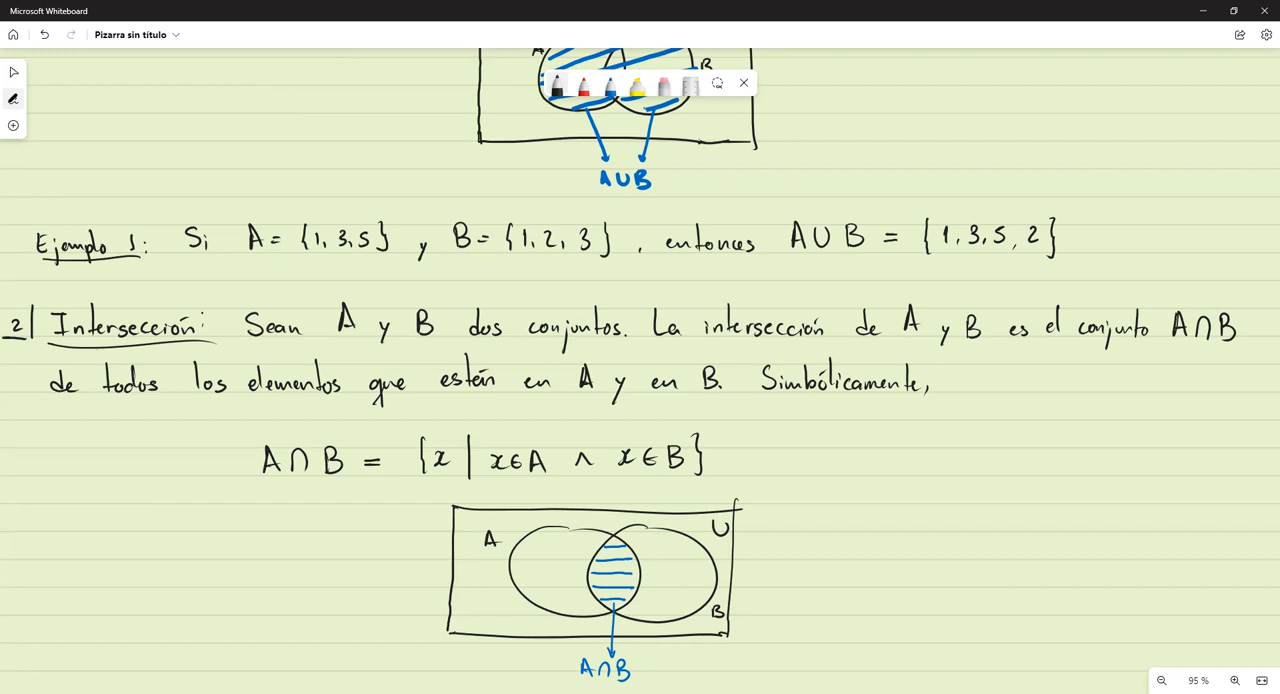 Microsoft Whiteboard
Pizarra sin título
A
B
A∪B
Ejemplo 1: Si A = {1, 3, 5} y B = {1, 2, 3}, entonces A ∪ B = {1, 3, 5, 2}
2| Intersección: Sean A y B dos conjuntos. La intersección de A y B es el conjunto A∩B
de todos los elementos que están en A y en B. Simbólicamente,
A∩B = {x | x∈A ∧ x∈B}
A
U
B
A∩B
95 %